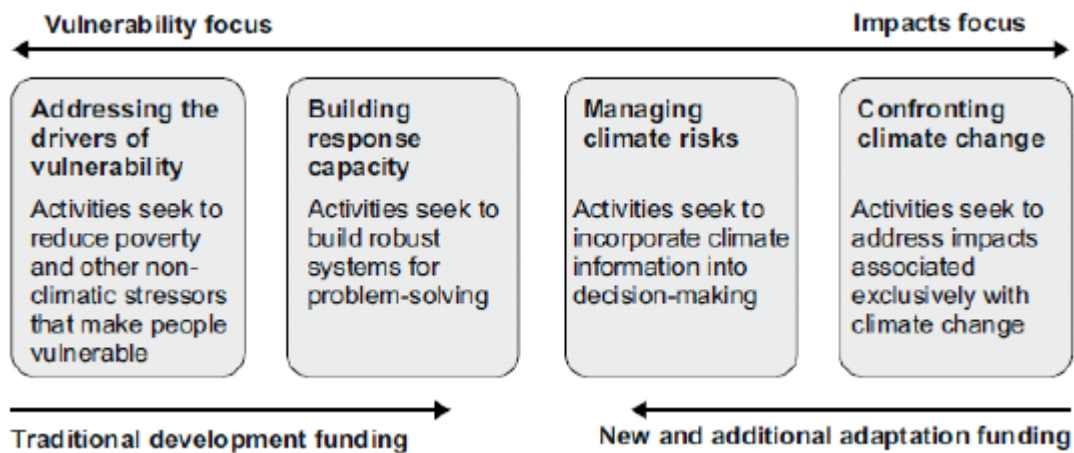 Vulnerability focus
Impacts focus
Addressing the
drivers of
vulnerability
Activities seek to
reduce poverty
and other non-
climatic stressors
that make people
vulnerable
Building
response
capacity
Activities seek to
build robust
systems for
problem-solving
Managing
climate risks
Activities seek to
incorporate climate
information into
decision-making
Confronting
climate change
Activities seek to
address impacts
associated
exclusively with
climate change
Traditional development funding
New and additional adaptation funding